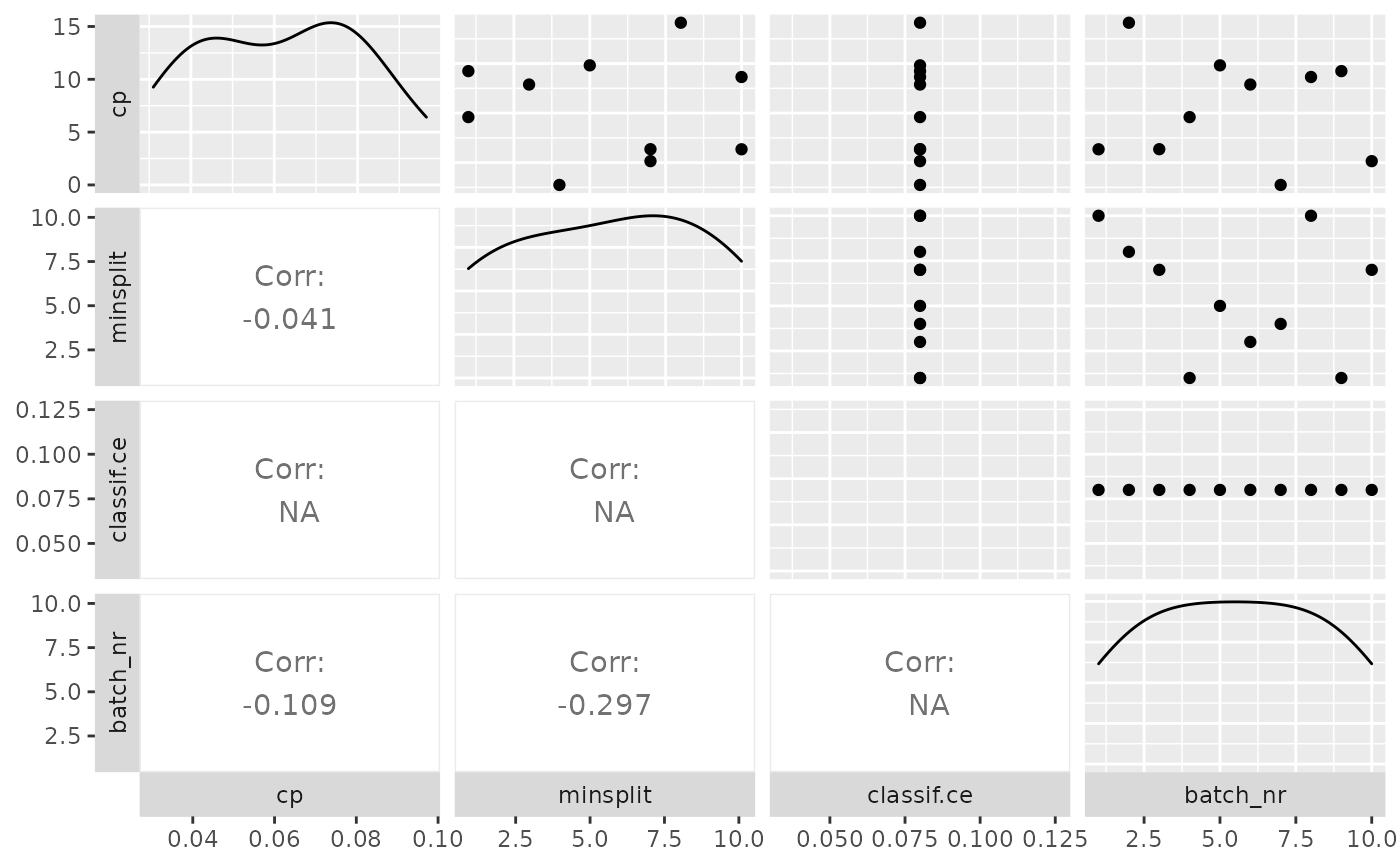 15
10
5
0
cp
10.0
7.5
5.0
2.5
minsplit
Corr:
-0.041
0.125
0.100
0.075
0.050
classif.ce
Corr:
NA
Corr:
NA
10.0
7.5
5.0
2.5
batch_nr
Corr:
-0.109
Corr:
-0.297
Corr:
NA
cp minsplit classif.ce batch_nr
0.04 0.06 0.08 0.10 2.5 5.0 7.5 10.0 0.050 0.075 0.100 0.125 2.5 5.0 7.5 10.0